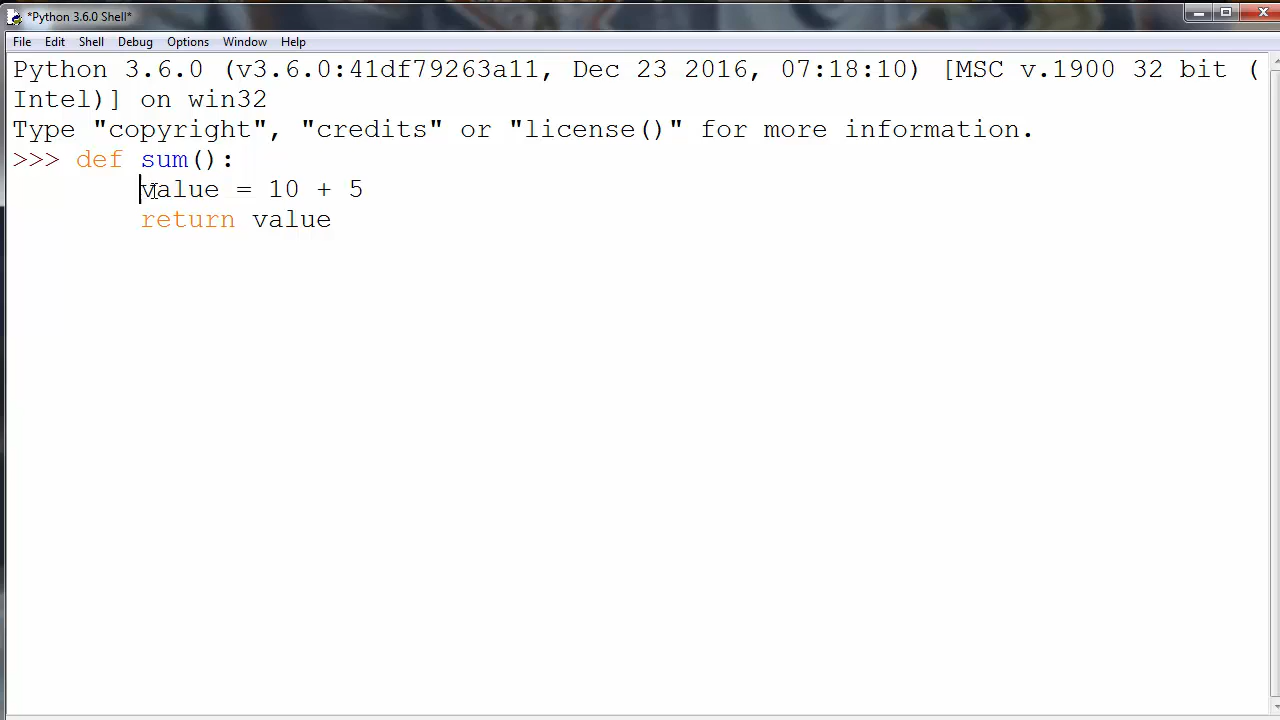 *Python 3.6.0 Shell*
File Edit Shell Debug Options Window Help
Python 3.6.0 (v3.6.0:41df79263a11, Dec 23 2016, 07:18:10) [MSC v.1900 32 bit (
Intel)] on win32
Type "copyright", "credits" or "license()" for more information.
>>> def sum():
        value = 10 + 5
        return value